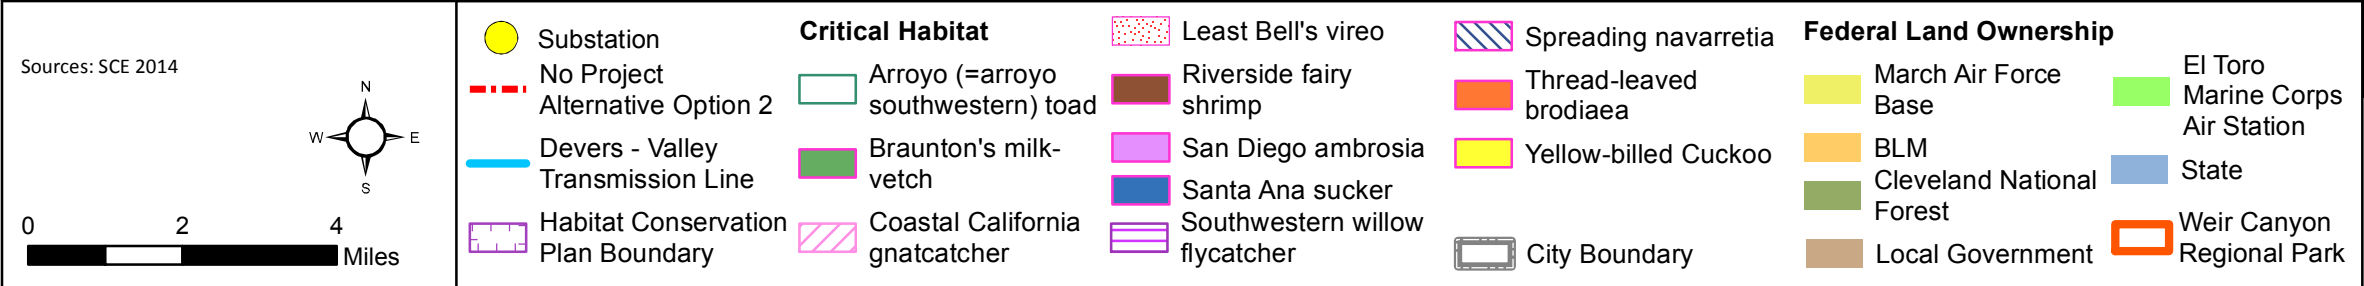 Sources: SCE 2014
N
W
E
S
0
2
4
Miles
Substation
No Project
Alternative Option 2
Devers - Valley
Transmission Line
Habitat Conservation
Plan Boundary
Critical Habitat
Arroyo (=arroyo
southwestern) toad
Braunton's milk-
vetch
Coastal California
gnatcatcher
Least Bell's vireo
Riverside fairy
shrimp
San Diego ambrosia
Santa Ana sucker
Southwestern willow
flycatcher
Spreading navarretia
Thread-leaved
brodiaea
Yellow-billed Cuckoo
City Boundary
Federal Land Ownership
March Air Force
Base
BLM
Cleveland National
Forest
Local Government
El Toro
Marine Corps
Air Station
State
Weir Canyon
Regional Park